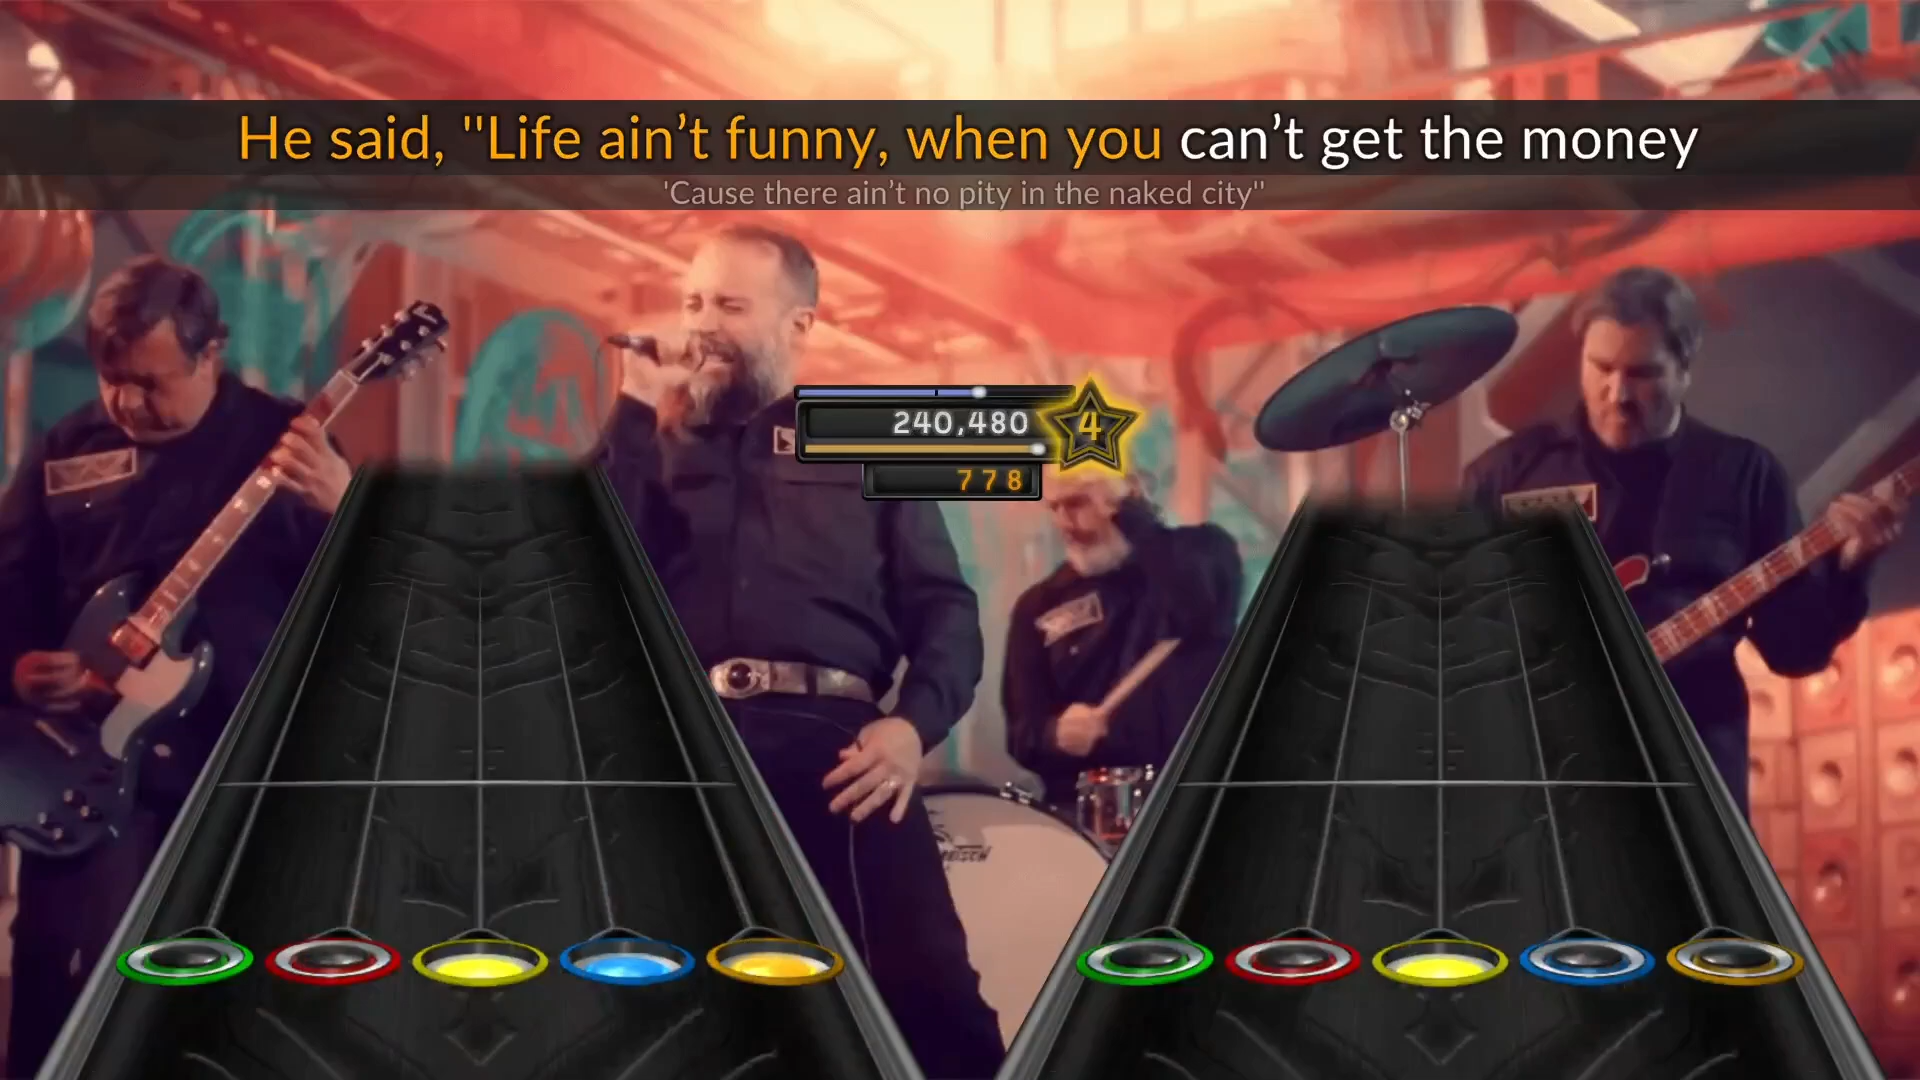 He said, "Life ain't funny, when you can't get the money
'Cause there ain't no pity in the naked city"
240,480
4
778